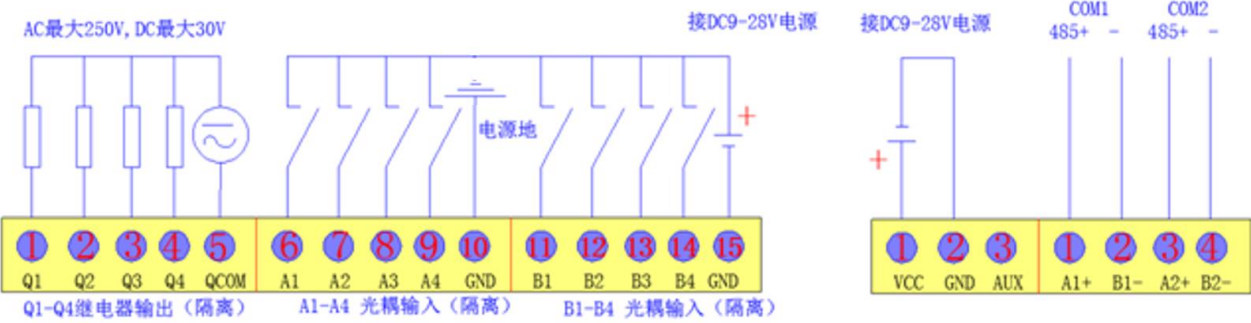 AC最大250V,DC最大30V
接DC9-28V电源
接DC9-28V电源
COM1
COM2
485+ -
485+ -
电源地
+
+
1 2 3 4 5 6 7 8 9 10 11 12 13 14 15
Q1 Q2 Q3 Q4 QCOM A1 A2 A3 A4 GND B1 B2 B3 B4 GND
1 2 3 1 2 3 4
VCC GND AUX A1+ B1- A2+ B2-
Q1-Q4继电器输出（隔离）
A1-A4 光耦输入（隔离）
B1-B4 光耦输入（隔离）